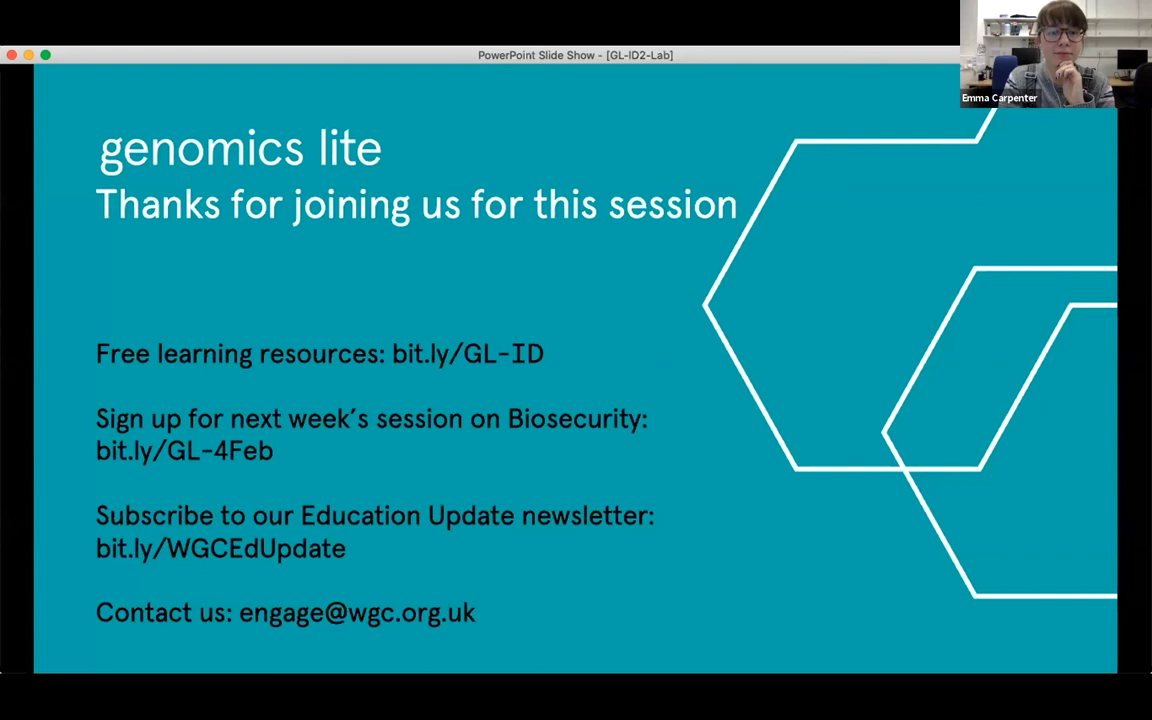 PowerPoint Slide Show - [GL-ID2-Lab]
Emma Carpenter
genomics lite
Thanks for joining us for this session
Free learning resources: bit.ly/GL-ID
Sign up for next week's session on Biosecurity:
bit.ly/GL-4Feb
Subscribe to our Education Update newsletter:
bit.ly/WGCEdUpdate
Contact us: engage@wgc.org.uk